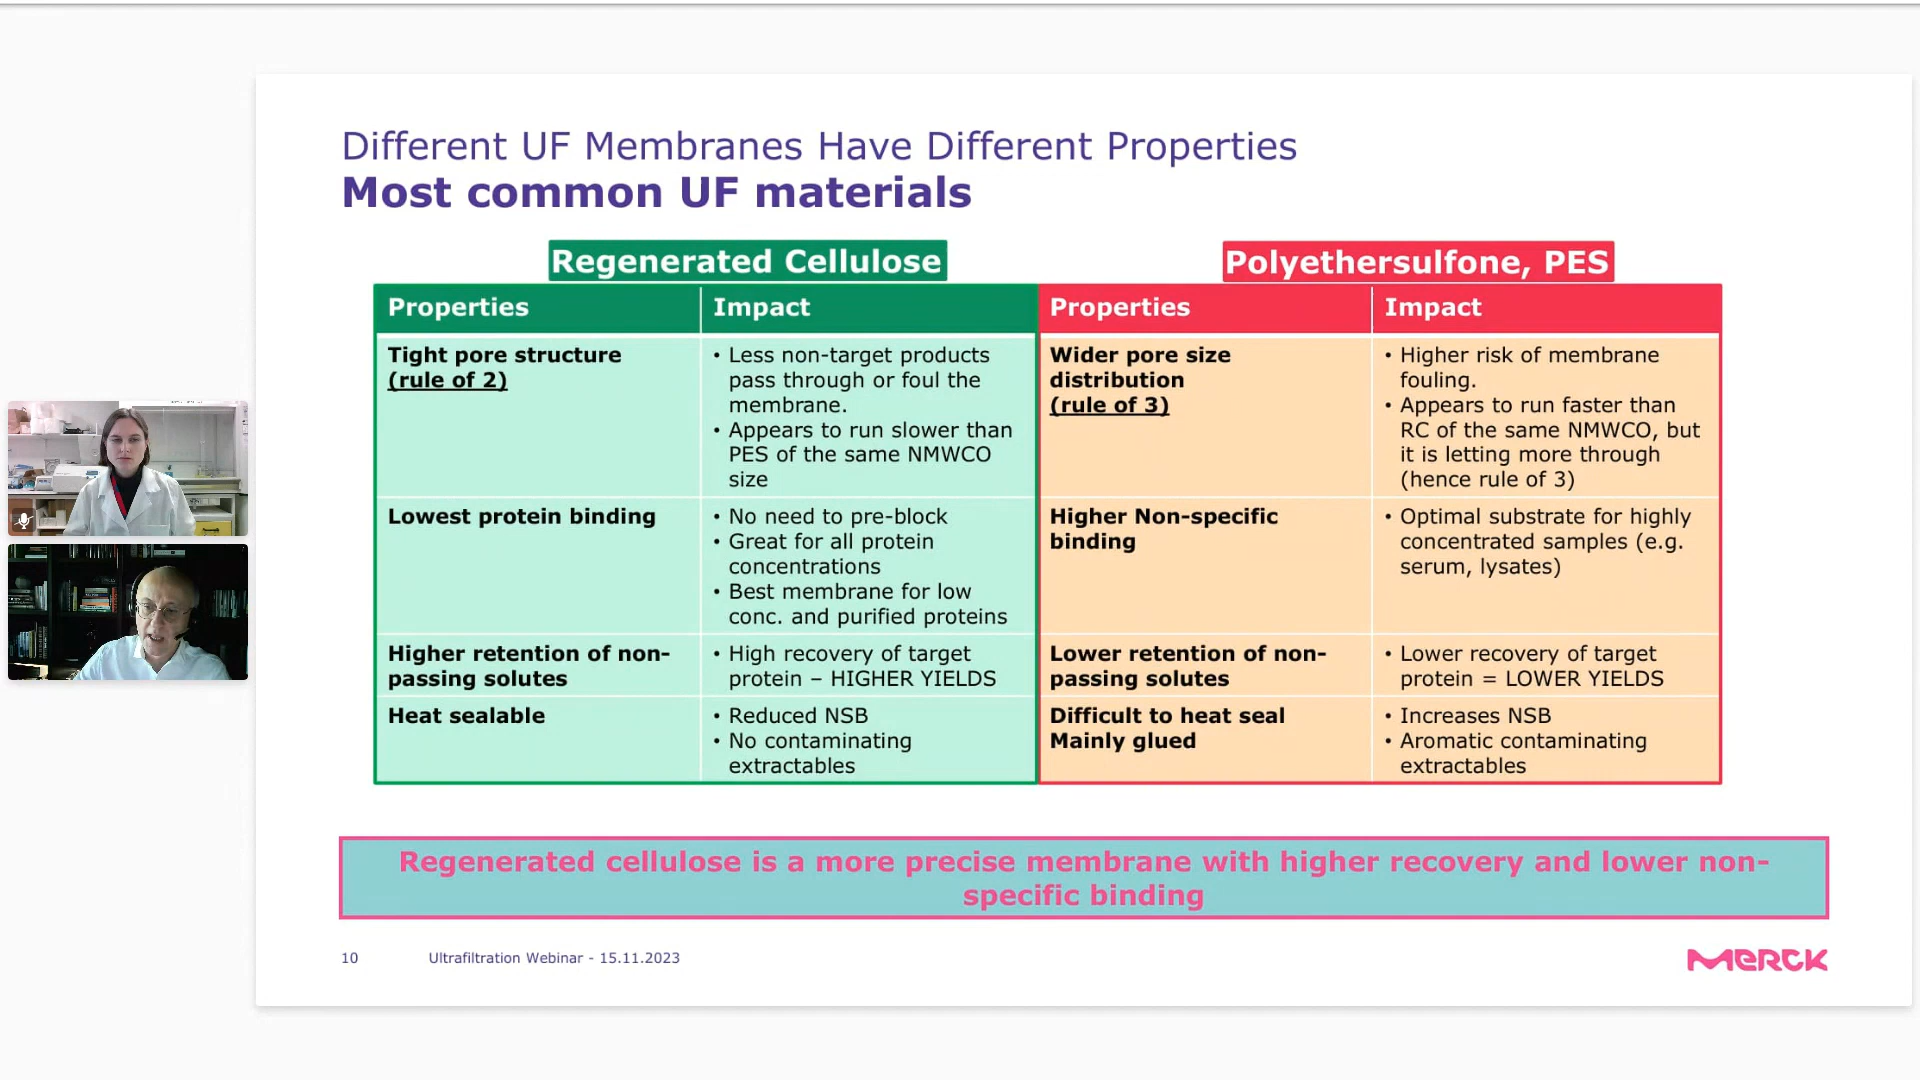 Different UF Membranes Have Different Properties
Most common UF materials
Regenerated Cellulose
Properties
Impact
Tight pore structure
(rule of 2)
• Less non-target products
pass through or foul the
membrane.
• Appears to run slower than
PES of the same NMWCO
size
Lowest protein binding
• No need to pre-block
• Great for all protein
concentrations
• Best membrane for low
conc. and purified proteins
Higher retention of non-
passing solutes
• High recovery of target
protein – HIGHER YIELDS
Heat sealable
• Reduced NSB
• No contaminating
extractables
Polyethersulfone, PES
Properties
Impact
Wider pore size
distribution
(rule of 3)
• Higher risk of membrane
fouling.
• Appears to run faster than
RC of the same NMWCO, but
it is letting more through
(hence rule of 3)
Higher Non-specific
binding
• Optimal substrate for highly
concentrated samples (e.g.
serum, lysates)
Lower retention of non-
passing solutes
• Lower recovery of target
protein = LOWER YIELDS
Difficult to heat seal
Mainly glued
• Increases NSB
• Aromatic contaminating
extractables
Regenerated cellulose is a more precise membrane with higher recovery and lower non-
specific binding
10
Ultrafiltration Webinar - 15.11.2023
MERCK